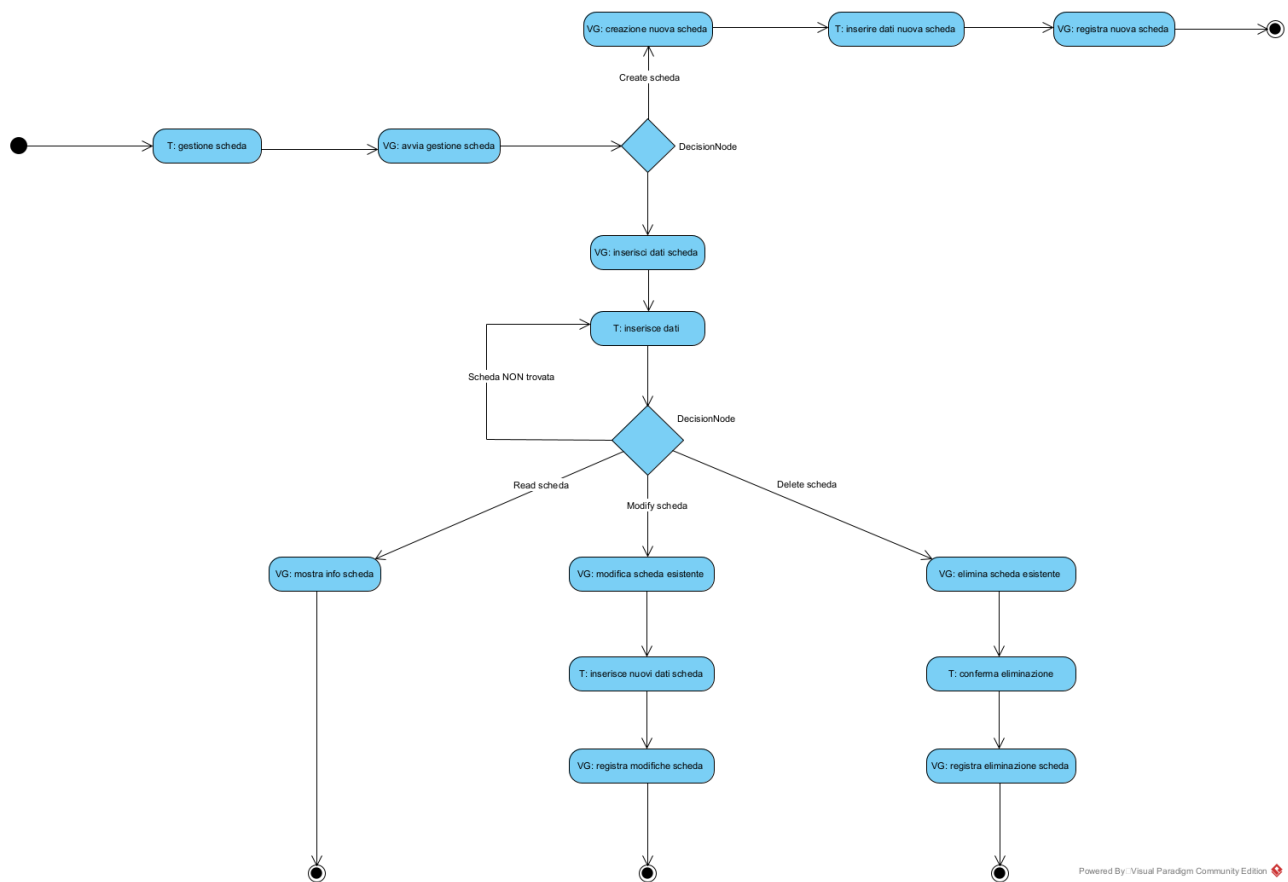 VG: creazione nuova scheda
T: inserire dati nuova scheda
VG: registra nuova scheda
Create scheda
T: gestione scheda
VG: avvia gestione scheda
DecisionNode
VG: inserisci dati scheda
T: inserisce dati
Scheda NON trovata
DecisionNode
Read scheda
Modify scheda
Delete scheda
VG: mostra info scheda
VG: modifica scheda esistente
VG: elimina scheda esistente
T: inserisce nuovi dati scheda
T: conferma eliminazione
VG: registra modifiche scheda
VG: registra eliminazione scheda
Powered By Visual Paradigm Community Edition